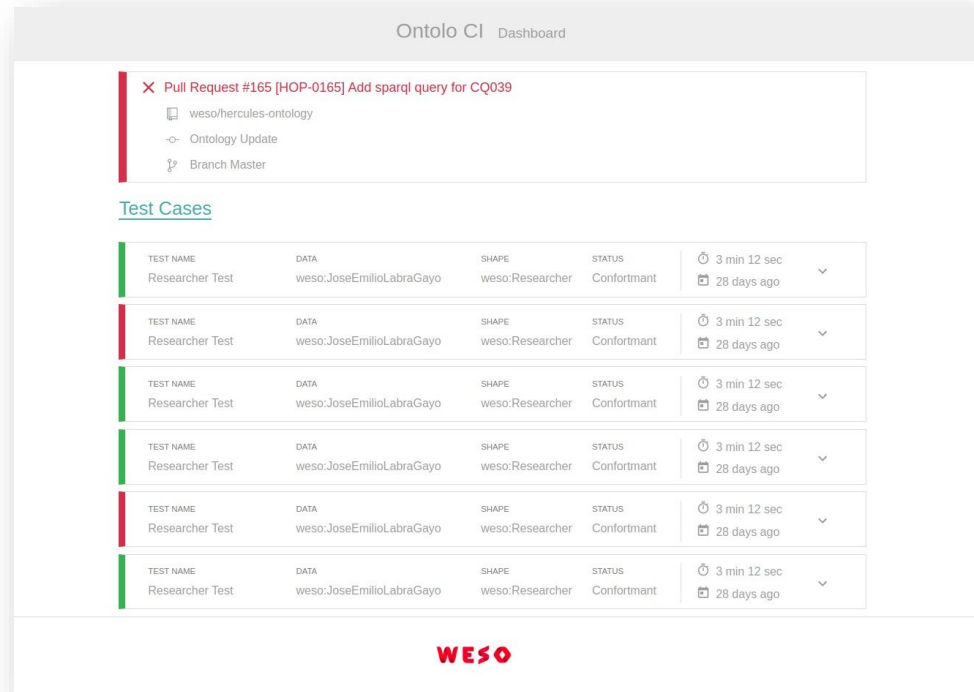 Ontolo CI Dashboard
Pull Request #165 [HOP-0165] Add sparql query for CQ039
weso/hercules-ontology
Ontology Update
Branch Master
Test Cases
TEST NAME DATA SHAPE STATUS 3 min 12 sec
Researcher Test weso:JoseEmilioLabraGayo weso:Researcher Confortmant 28 days ago
TEST NAME DATA SHAPE STATUS 3 min 12 sec
Researcher Test weso:JoseEmilioLabraGayo weso:Researcher Confortmant 28 days ago
TEST NAME DATA SHAPE STATUS 3 min 12 sec
Researcher Test weso:JoseEmilioLabraGayo weso:Researcher Confortmant 28 days ago
TEST NAME DATA SHAPE STATUS 3 min 12 sec
Researcher Test weso:JoseEmilioLabraGayo weso:Researcher Confortmant 28 days ago
TEST NAME DATA SHAPE STATUS 3 min 12 sec
Researcher Test weso:JoseEmilioLabraGayo weso:Researcher Confortmant 28 days ago
TEST NAME DATA SHAPE STATUS 3 min 12 sec
Researcher Test weso:JoseEmilioLabraGayo weso:Researcher Confortmant 28 days ago
WESO